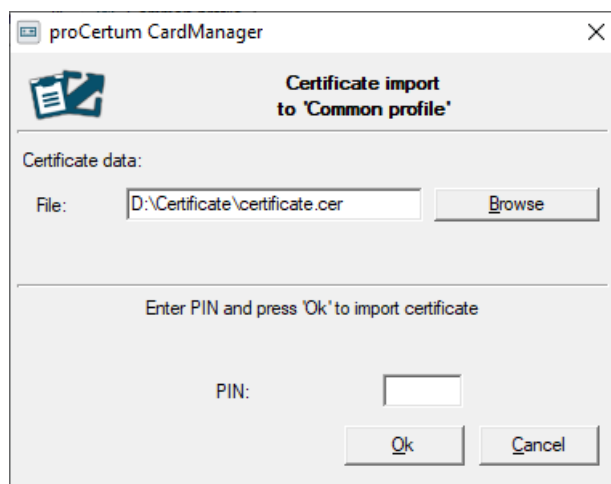 proCertum CardManager
Certificate import
to 'Common profile'
Certificate data:
File:
D:\Certificate\certificate.cer
Browse
Enter PIN and press 'Ok' to import certificate
PIN:
Ok
Cancel